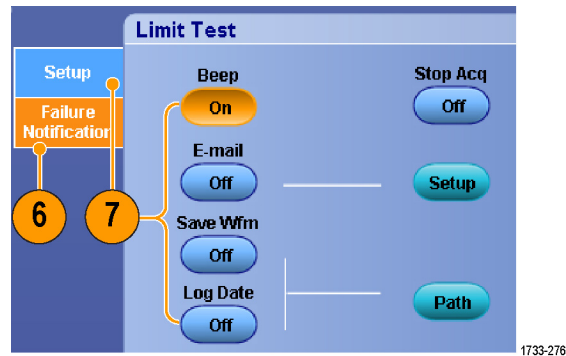 Limit Test
Setup
Failure
Notification
Beep
On
Stop Acq
Off
E-mail
Off
Setup
Save Wfm
Off
Log Date
Off
Path
6
7
1733-276